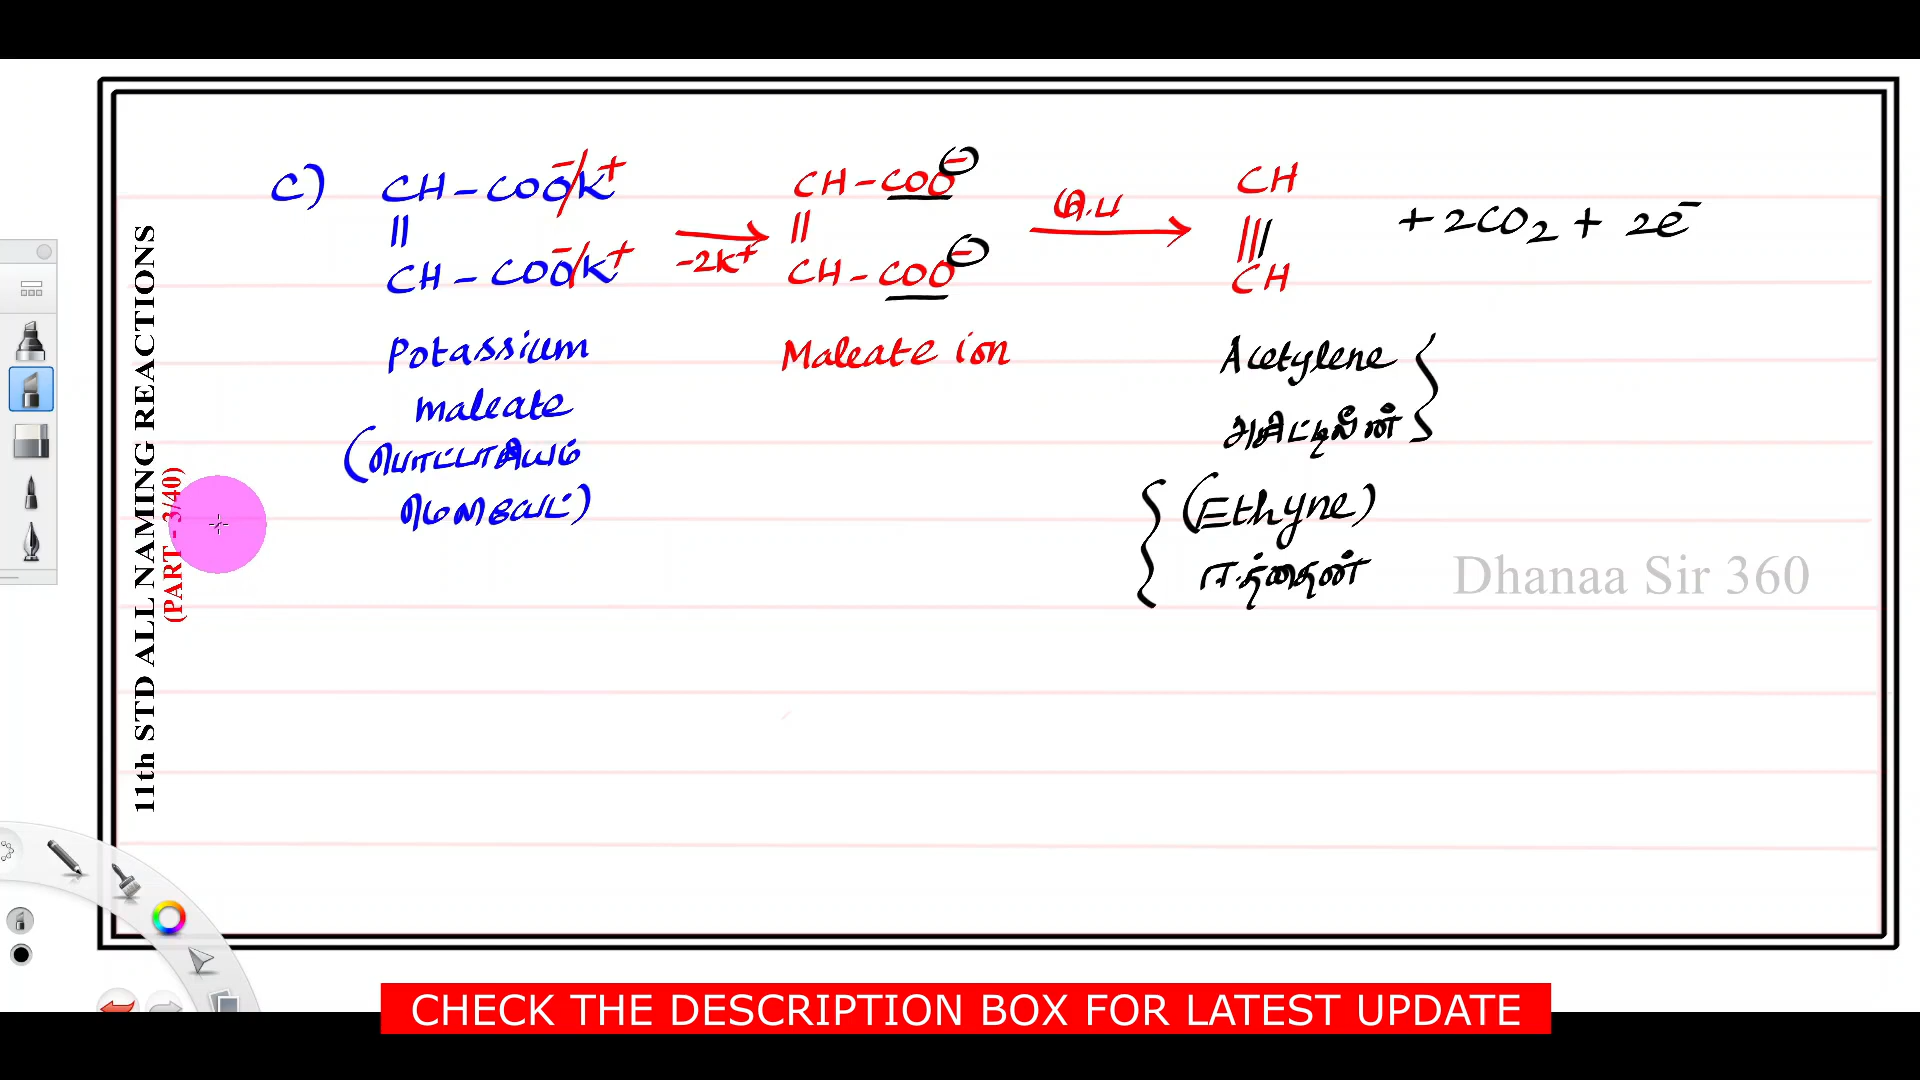 11th STD ALL NAMING REACTIONS
(PART - 3/40)
C) CH - COO⁻/K⁺ CH - COO⁻ CH
|| -2K⁺ || ||| + 2CO₂ + 2e⁻
CH - COO⁻/K⁺ CH - COO⁻ CH
Potassium Maleate ion Acetylene
maleate அசிட்டிலீன்
(பொட்டாசியம் (Ethyne)
மேலேயேட்) ஈத்தைன்
Dhanaa Sir 360
CHECK THE DESCRIPTION BOX FOR LATEST UPDATE